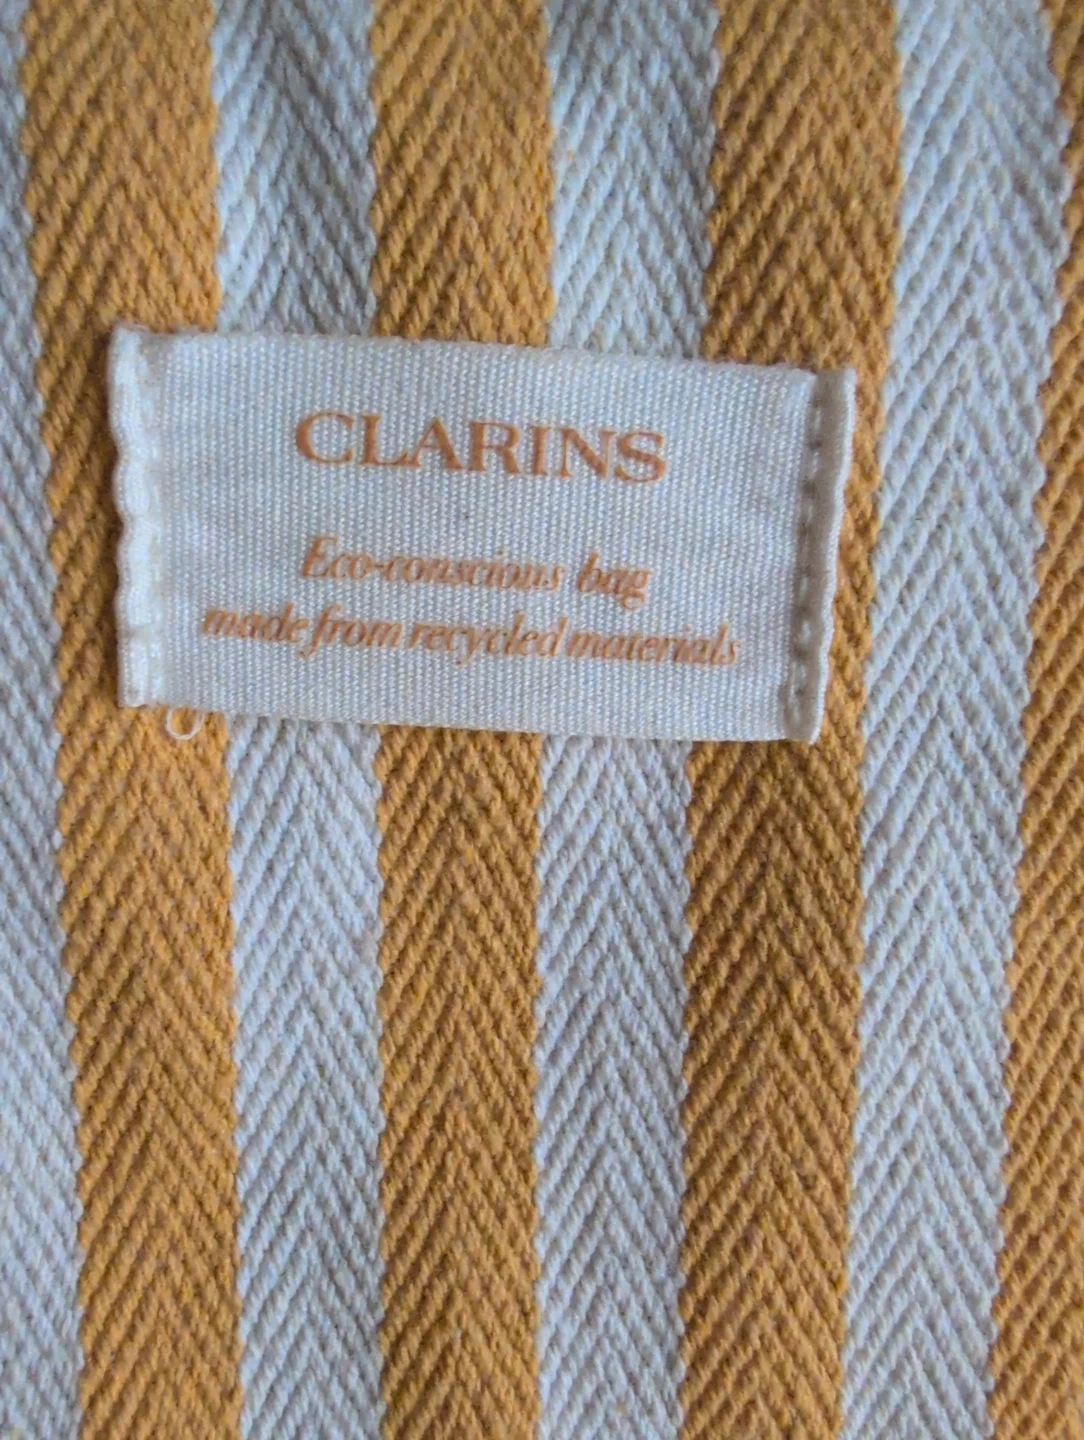 CLARINS
Eco-conscious bag
made from recycled materials